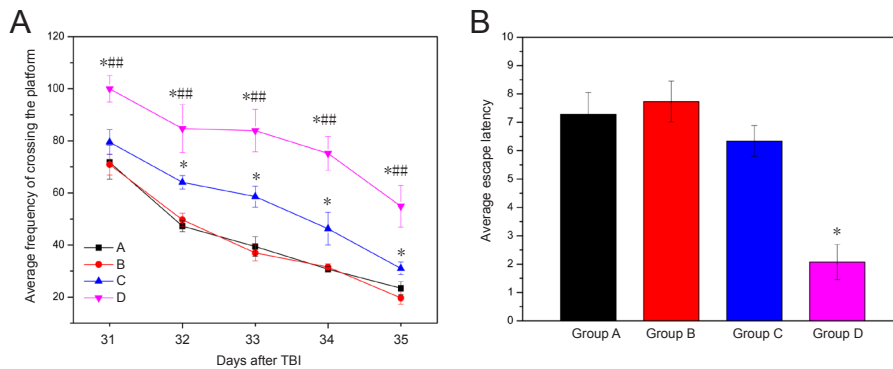 A
B
Average frequency of crossing the platform
120
100
80
60
40
20
*##
*##
*##
*##
*##
*
*
*
*
A
B
C
D
31
32
33
34
35
Days after TBI
Average escape latency
10
9
8
7
6
5
4
3
2
1
0
*
Group A
Group B
Group C
Group D